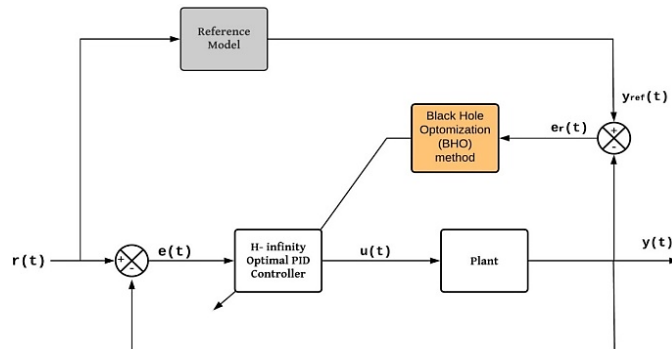 Reference
Model
yref(t)
Black Hole
Optomization
(BHO)
method
er(t)
+
-
r(t)
+
-
e(t)
H- infinity
Optimal PID
Controller
u(t)
Plant
y(t)